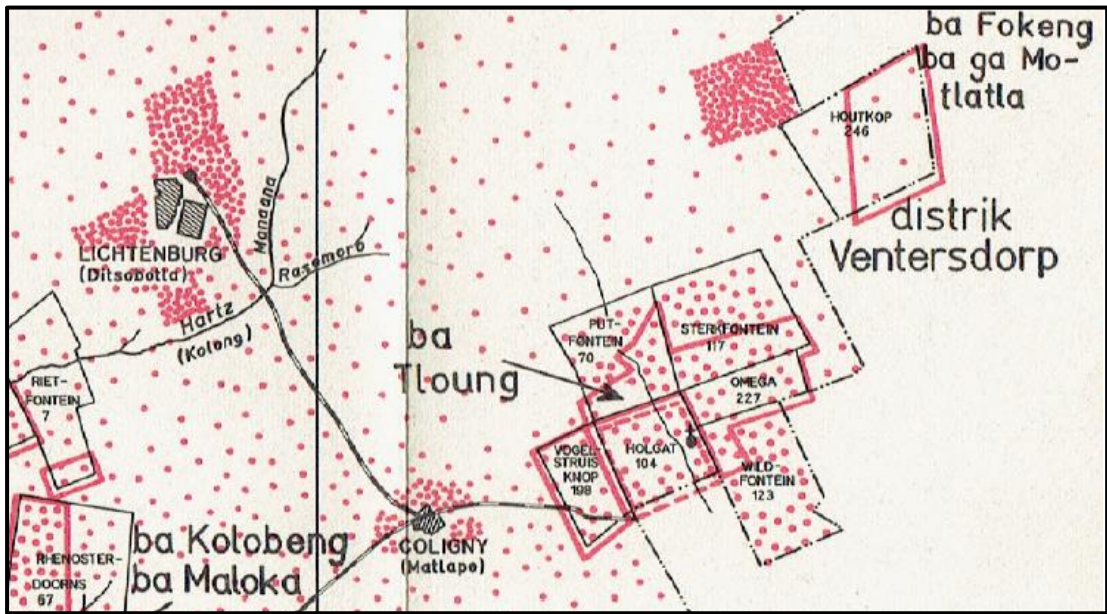 ba Fokeng
ba ga Mo-
tlatla
HOUTKOP
246
distrik
Ventersdorp
LICHTENBURG
(Ditsobotla)
Manaana
Rasomoro
Hartz
(Kolong)
RIET-
FONTEIN
7
ba
Tloung
PUT-
FONTEIN
70
STERKFONTEIN
117
OMEGA
227
VOGEL-
STRUIS
KNOP
198
HOLGAT
104
WILD-
FONTEIN
123
ba Kolobeng
ba Maloka
RHENOSTER-
DOORNS
67
COLIGNY
(Matlape)